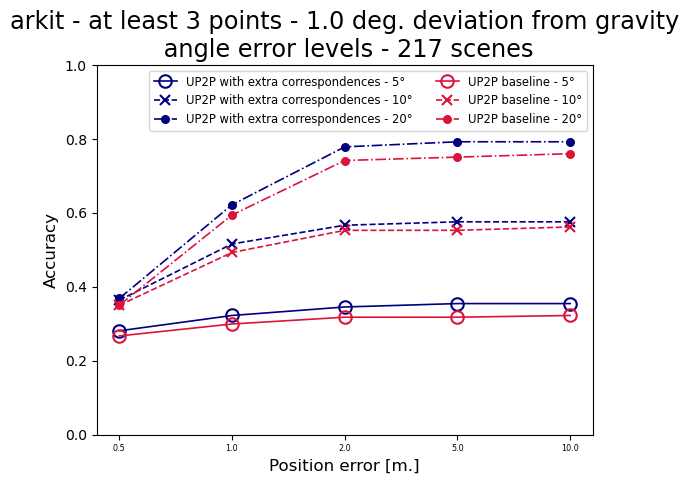 arkit - at least 3 points - 1.0 deg. deviation from gravity
angle error levels - 217 scenes
UP2P with extra correspondences - 5°
UP2P with extra correspondences - 10°
UP2P with extra correspondences - 20°
UP2P baseline - 5°
UP2P baseline - 10°
UP2P baseline - 20°
Accuracy
1.0
0.8
0.6
0.4
0.2
0.0
0.5 1.0 2.0 5.0 10.0
Position error [m.]